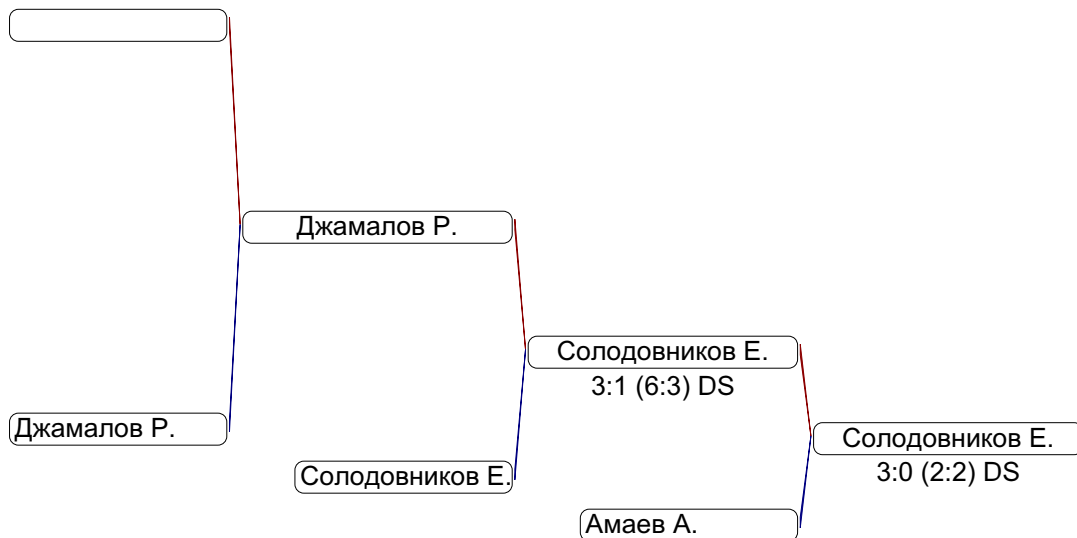 Джамалов Р.
Солодовников Е.
3:1 (6:3) DS
Джамалов Р.
Солодовников Е.
3:0 (2:2) DS
Солодовников Е.
Амаев А.